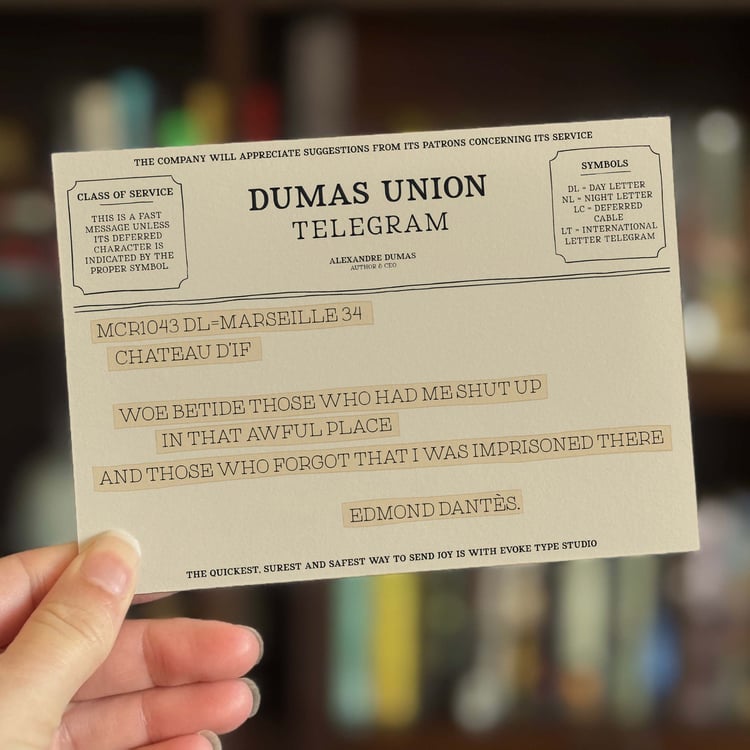 THE COMPANY WILL APPRECIATE SUGGESTIONS FROM ITS PATRONS CONCERNING ITS SERVICE
CLASS OF SERVICE
THIS IS A FAST
MESSAGE UNLESS
ITS DEFERRED
CHARACTER IS
INDICATED BY THE
PROPER SYMBOL
DUMAS UNION
TELEGRAM
ALEXANDRE DUMAS
AUTHOR & CEO
SYMBOLS
DL = DAY LETTER
NL = NIGHT LETTER
LC = DEFERRED
CABLE
LT = INTERNATIONAL
LETTER TELEGRAM
MCR1043 DL=MARSEILLE 34
CHATEAU D'IF
WOE BETIDE THOSE WHO HAD ME SHUT UP
IN THAT AWFUL PLACE
AND THOSE WHO FORGOT THAT I WAS IMPRISONED THERE
EDMOND DANTÈS.
THE QUICKEST, SUREST AND SAFEST WAY TO SEND JOY IS WITH EVOKE TYPE STUDIO